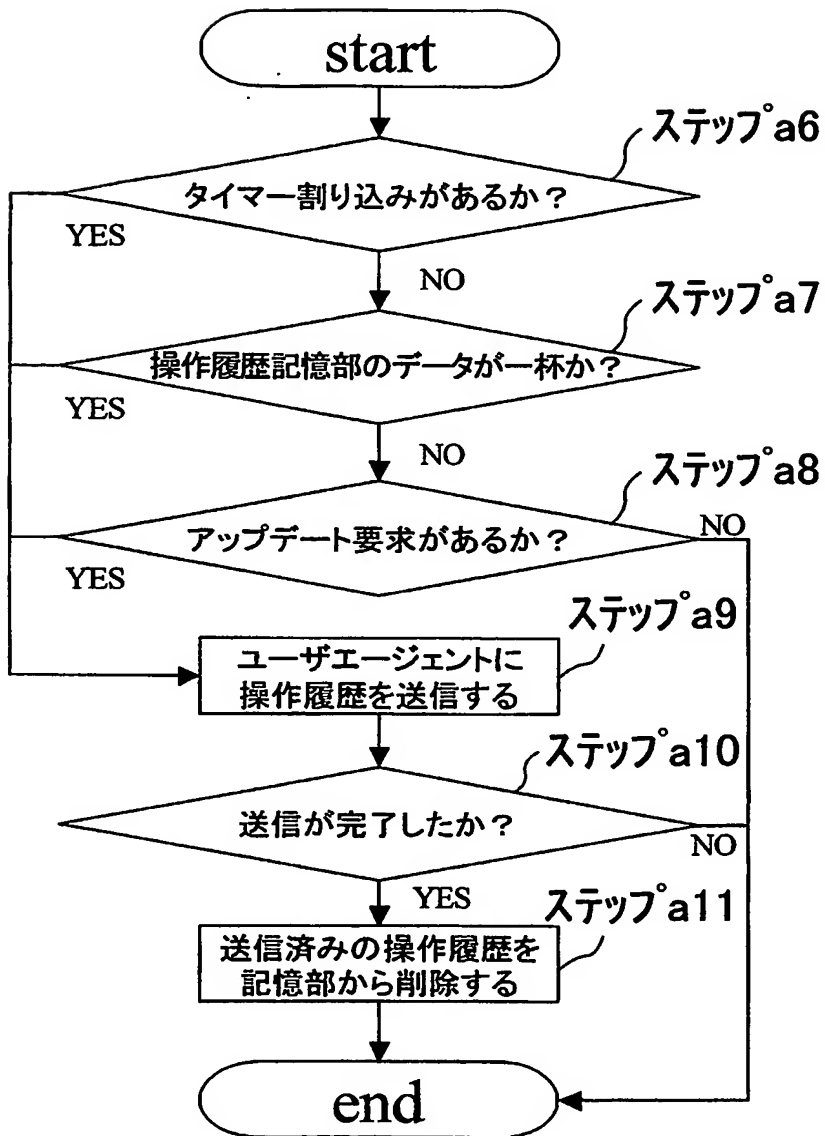 start
ステップa6
タイマー割り込みがあるか?
YES
NO
ステップa7
操作履歴記憶部のデータが一杯か?
YES
NO
ステップa8
アップデート要求があるか?
NO
YES
ステップa9
ユーザエージェントに
操作履歴を送信する
ステップa10
送信が完了したか?
NO
YES
ステップa11
送信済みの操作履歴を
記憶部から削除する
end